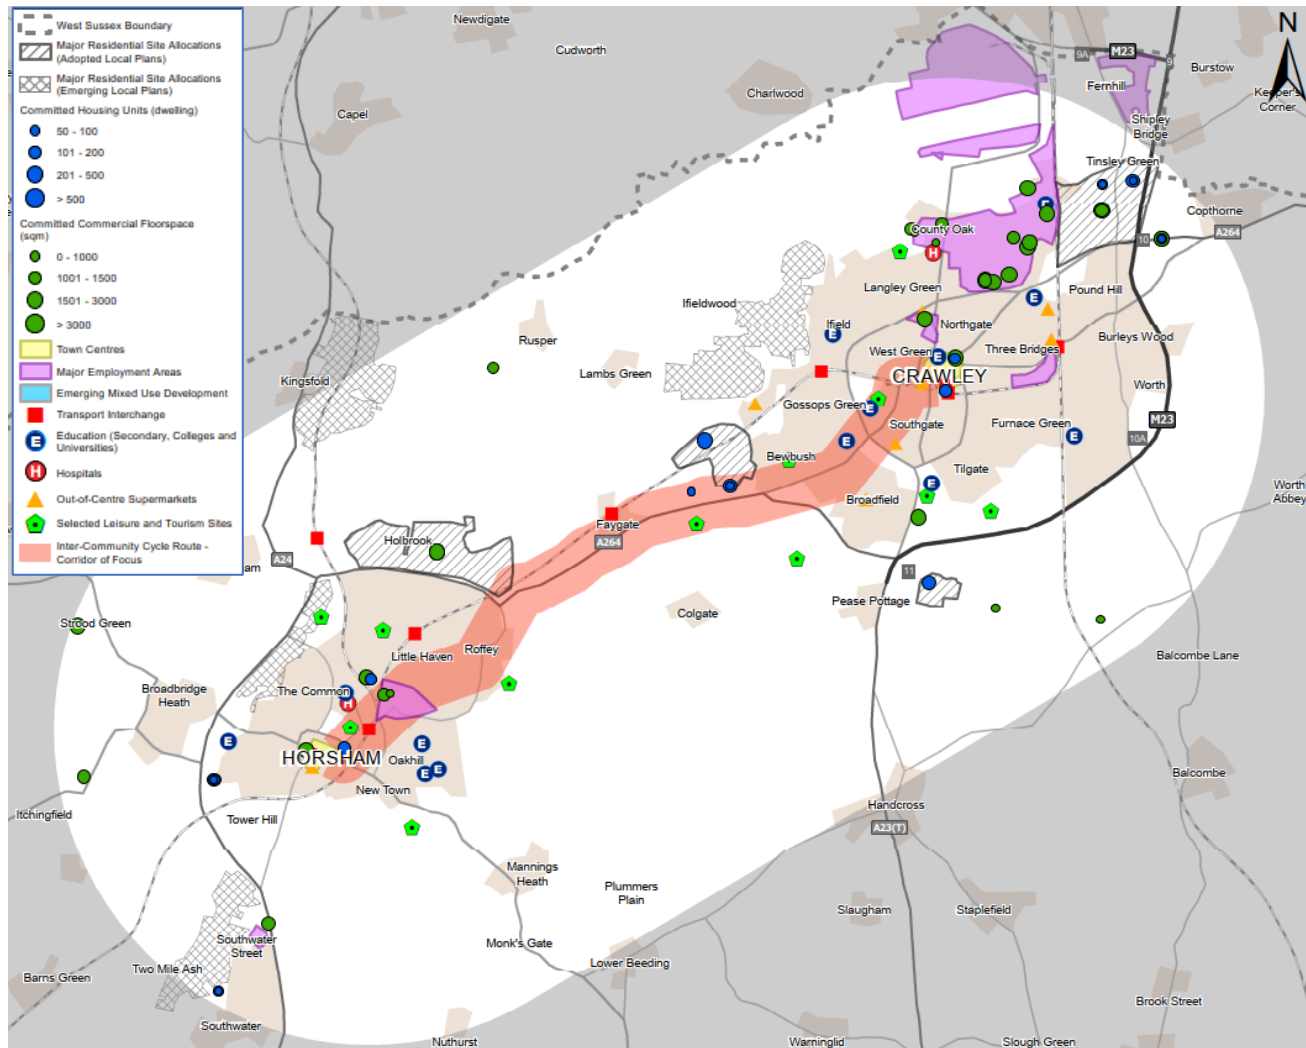 West Sussex Boundary
Major Residential Site Allocations
(Adopted Local Plans)
Major Residential Site Allocations
(Emerging Local Plans)
Committed Housing Units (dwelling)
50 - 100
101 - 200
201 - 500
> 500
Committed Commercial Floorspace
(sqm)
0 - 1000
1001 - 1500
1501 - 3000
> 3000
Town Centres
Major Employment Areas
Emerging Mixed Use Development
Transport Interchange
E
Education (Secondary, Colleges and
Universities)
H
Hospitals
Out-of-Centre Supermarkets
Selected Leisure and Tourism Sites
Inter-Community Cycle Route -
Corridor of Focus
N
Newdigate
Cudworth
Charlwood
Capel
9A
M23
9
Burstow
Fernhill
Keeper's
Corner
Shipley
Bridge
Tinsley Green
Copthorne
A264
10
County Oak
H
Langley Green
Pound Hill
Ifieldwood
Ifield
Northgate
West Green
Three Bridges
Burleys Wood
Rusper
Lambs Green
Kingsfold
CRAWLEY
Worth
Gossops Green
Southgate
Furnace Green
M23
10A
Bewbush
Tilgate
Broadfield
Worth
Abbey
Faygate
A264
Holbrook
A24
am
11
Pease Pottage
Colgate
Strood Green
Roffey
Little Haven
Balcombe Lane
Broadbridge
Heath
The Common
H
HORSHAM
Oakhill
New Town
Tower Hill
Itchingfield
Balcombe
Handcross
A23(T)
Mannings
Heath
Plummers
Plain
Slaugham
Staplefield
Southwater
Street
Monk's Gate
Two Mile Ash
Lower Beeding
Barns Green
Brook Street
Southwater
Nuthurst
Warninglid
Slough Green